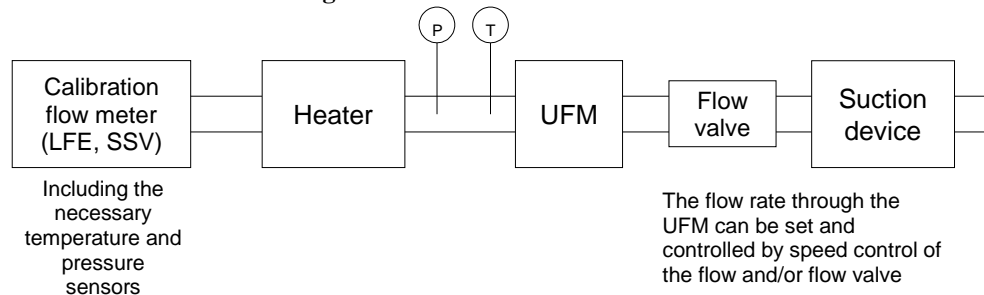 P T
Calibration
flow meter
(LFE, SSV)
Heater
UFM
Flow
valve
Suction
device
Including the
necessary
temperature and
pressure
sensors
The flow rate through the
UFM can be set and
controlled by speed control of
the flow and/or flow valve